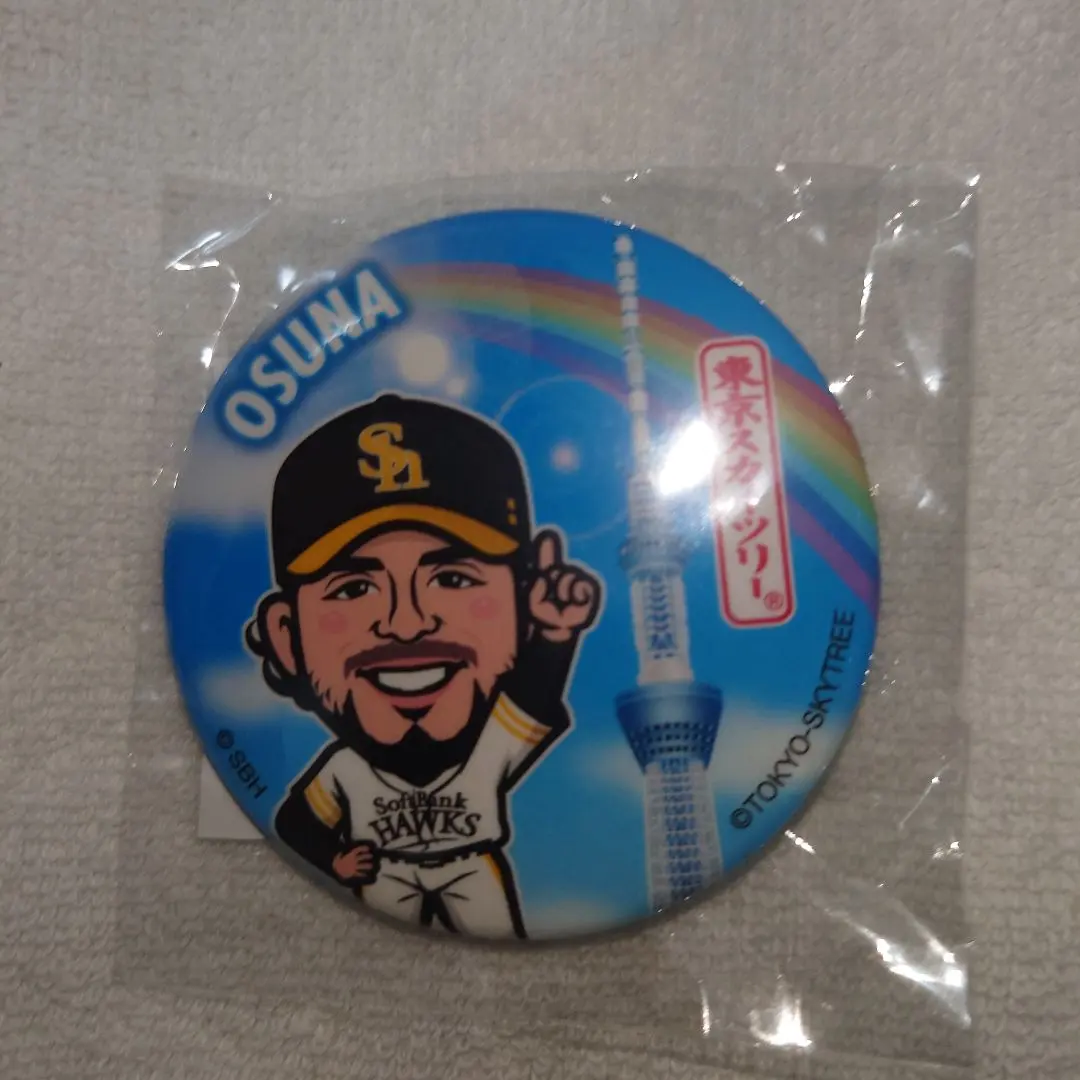 OSUNA
Sh
東京スカイツリー®
SoftBank
HAWKS
©SBH
©TOKYO-SKYTREE